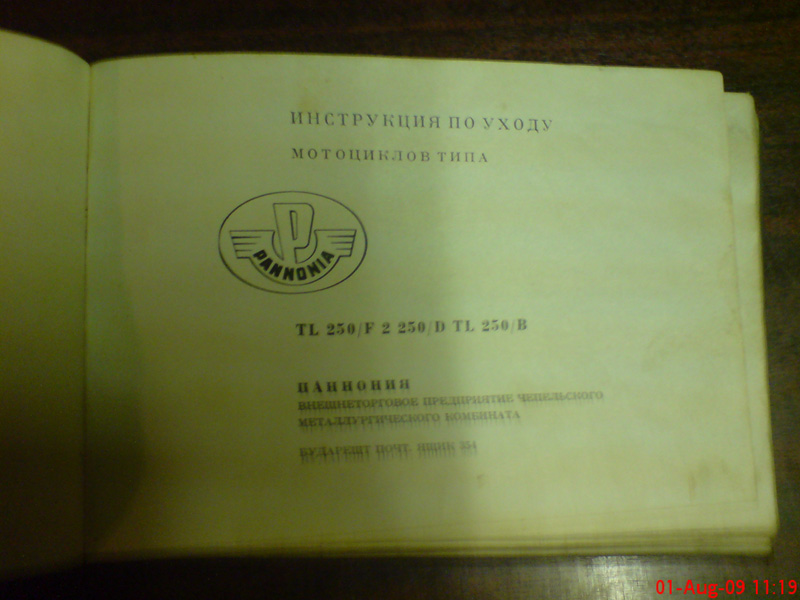 ИНСТРУКЦИЯ ПО УХОДУ
МОТОЦИКЛОВ ТИПА
P
PANNONIA
TL 250/F 2 250/D TL 250/B
ПАННОНИЯ
ВНЕШНЕТОРГОВОЕ ПРЕДПРИЯТИЕ ЧЕПЕЛЬСКОГО
МЕТАЛЛУРГИЧЕСКОГО КОМБИНАТА
БУДАПЕШТ ПОЧТ. ЯЩИК 354
01-Aug-09 11:19